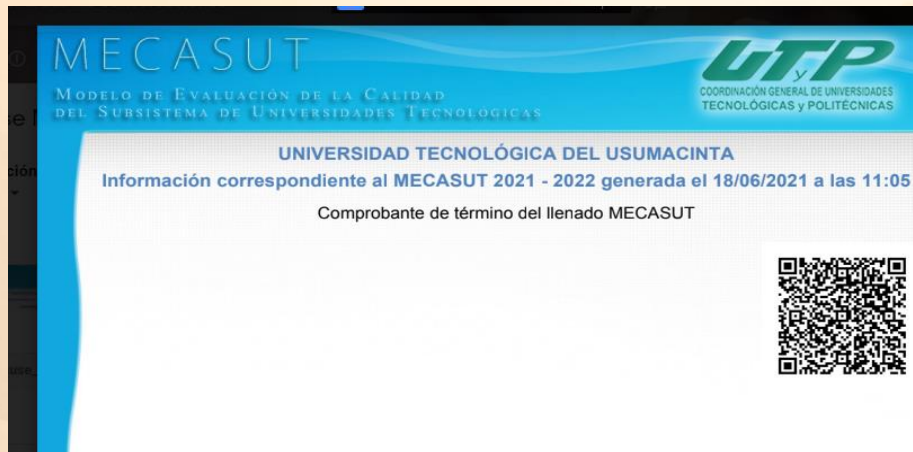 MECASUT
MODELO DE EVALUACIÓN DE LA CALIDAD
DEL SUBSISTEMA DE UNIVERSIDADES TECNOLÓGICAS
UTyP
COORDINACIÓN GENERAL DE UNIVERSIDADES
TECNOLÓGICAS y POLITÉCNICAS
UNIVERSIDAD TECNOLÓGICA DEL USUMACINTA
Información correspondiente al MECASUT 2021 - 2022 generada el 18/06/2021 a las 11:05
Comprobante de término del llenado MECASUT